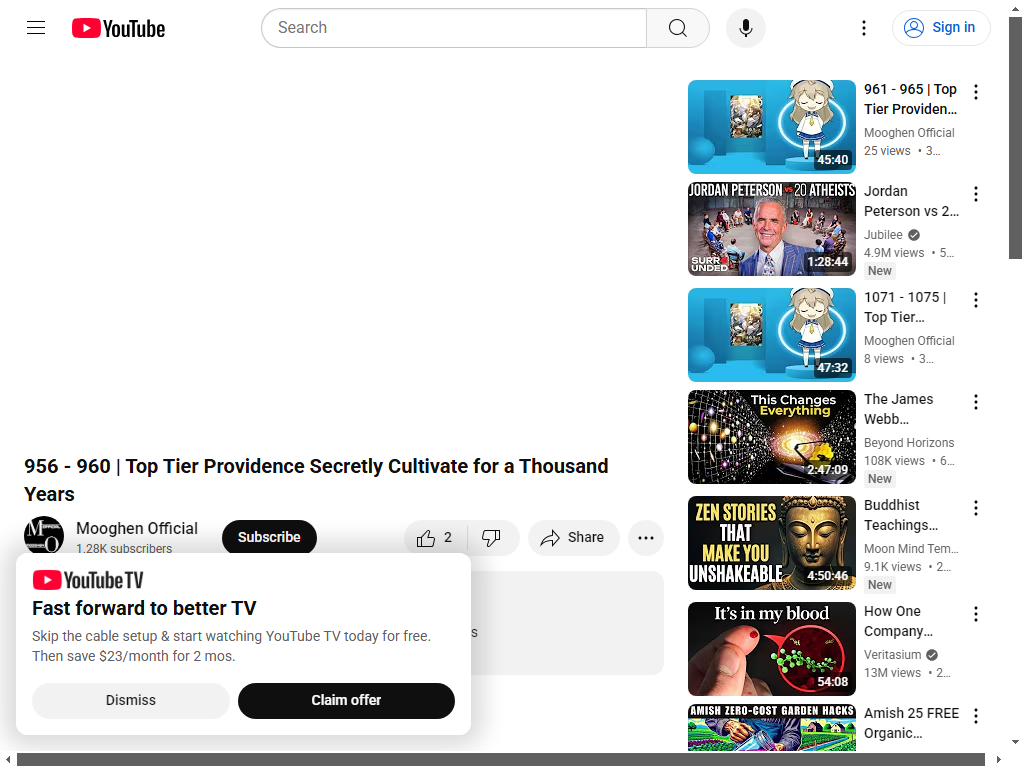 YouTube
Search
Sign in
956 - 960 | Top Tier Providence Secretly Cultivate for a Thousand
Years
Mooghen Official
1.28K subscribers
Subscribe
2
Share
s
YouTube TV
Fast forward to better TV
Skip the cable setup & start watching YouTube TV today for free.
Then save $23/month for 2 mos.
Dismiss
Claim offer
45:40
961 - 965 | Top
Tier Providen...
Mooghen Official
25 views • 3...
JORDAN PETERSON vs 20 ATHEISTS
SURROUNDED
1:28:44
Jordan
Peterson vs 2...
Jubilee
4.9M views • 5...
New
47:32
1071 - 1075 |
Top Tier...
Mooghen Official
8 views • 3...
This Changes
Everything
2:47:09
The James
Webb...
Beyond Horizons
108K views • 6...
New
ZEN STORIES
THAT
MAKE YOU
UNSHAKEABLE
4:50:46
Buddhist
Teachings...
Moon Mind Tem...
9.1K views • 2...
New
It's in my blood
54:08
How One
Company...
Veritasium
13M views • 2...
AMISH ZERO-COST GARDEN HACKS
Amish 25 FREE
Organic...